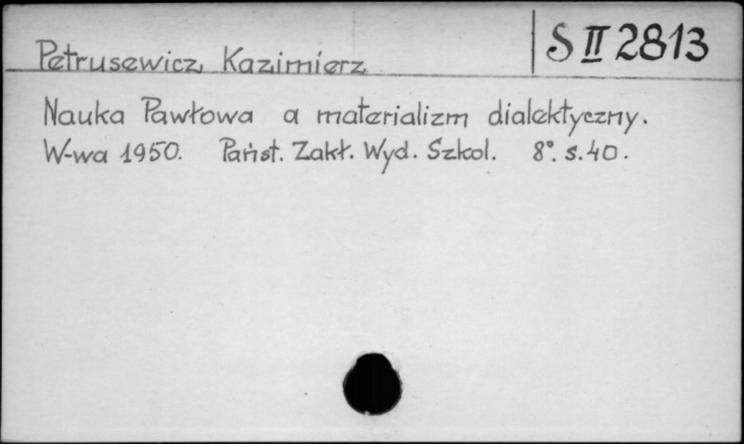 Petrusewicz, Kazimierz
S II 2813
Nauka Pawłowa a materializm dialektyczny.
W-wa 1950. Państ. Zakł. Wyd. Szkol. 8°. s.40.